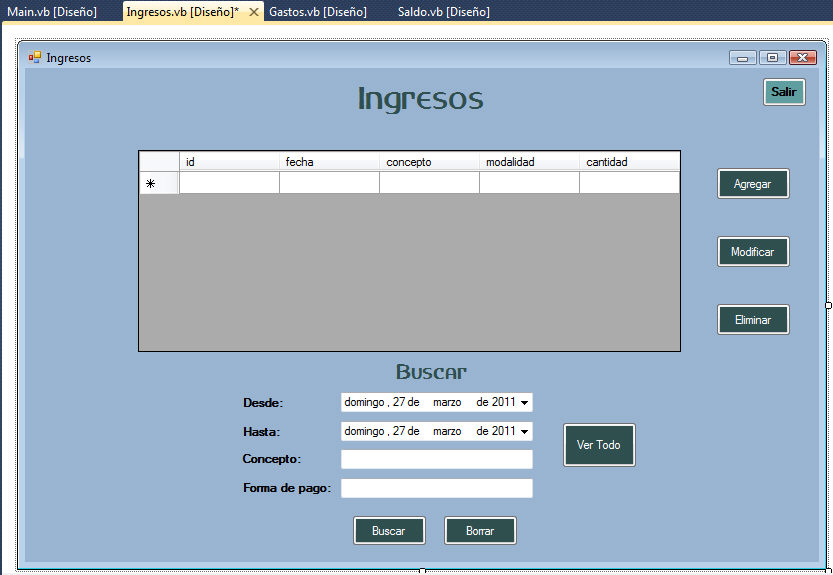 Main.vb [Diseño] Ingresos.vb [Diseño]* Gastos.vb [Diseño] Saldo.vb [Diseño]
Ingresos
Ingresos
Salir
id fecha concepto modalidad cantidad
Agregar
Modificar
Eliminar
Buscar
Desde: domingo , 27 de marzo de 2011
Hasta: domingo , 27 de marzo de 2011
Ver Todo
Concepto:
Forma de pago:
Buscar Borrar